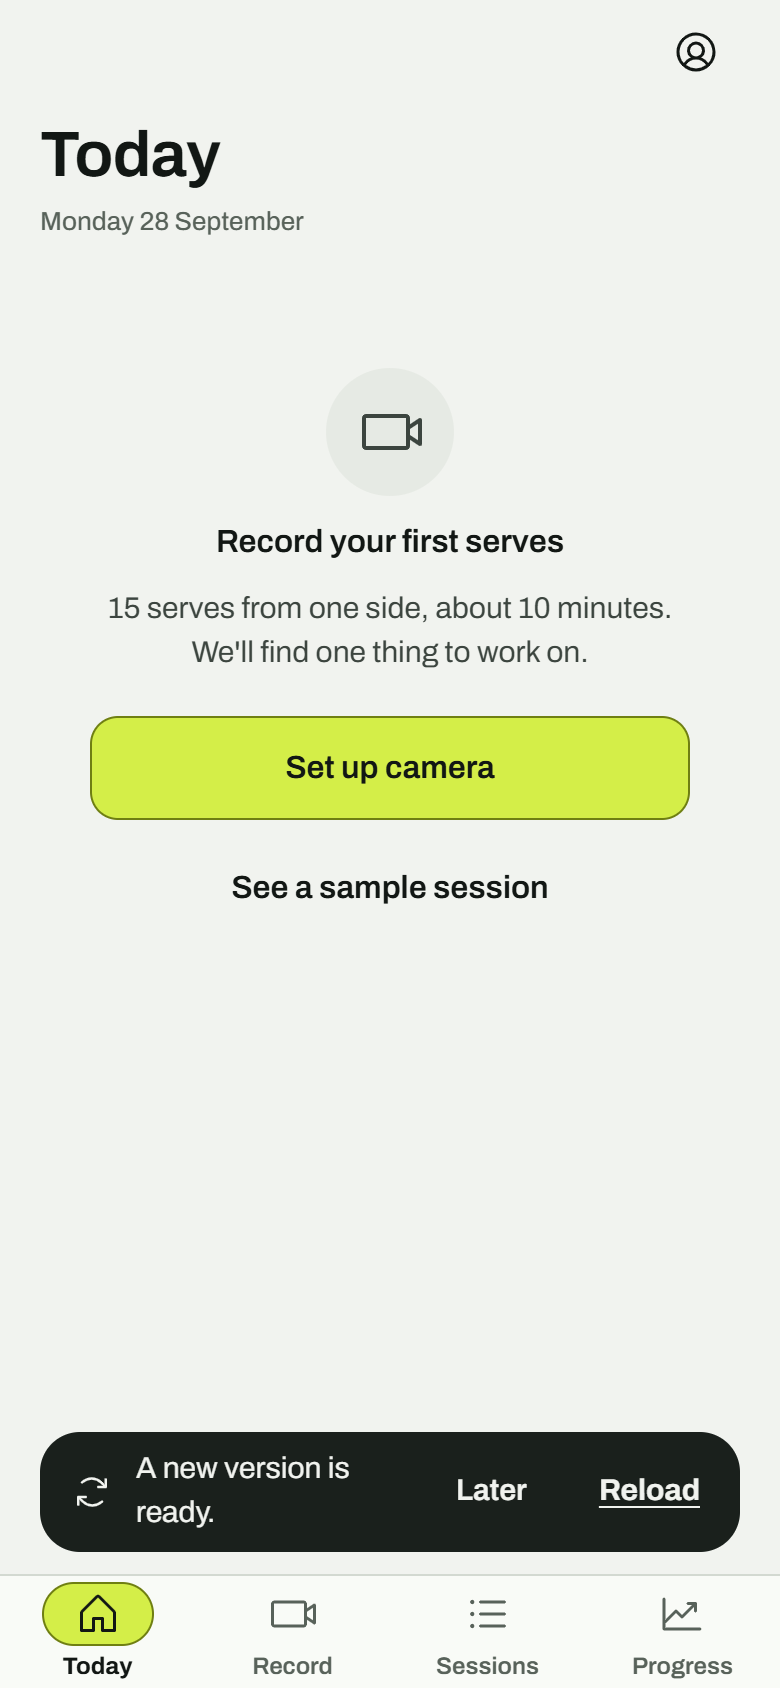 Today
Monday 28 September
Record your first serves
15 serves from one side, about 10 minutes.
We'll find one thing to work on.
Set up camera
See a sample session
A new version is
ready.
Later
Reload
Today
Record
Sessions
Progress